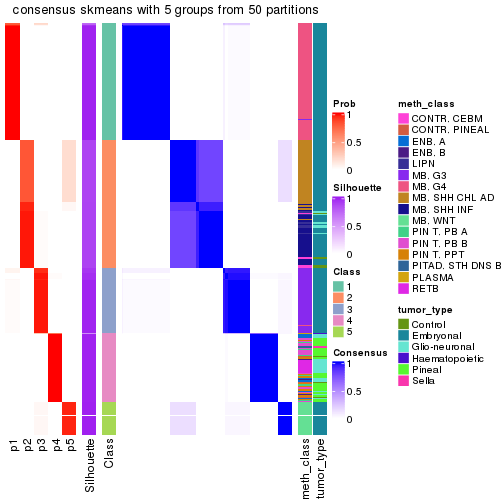 consensus skmeans with 5 groups from 50 partitions
Prob
1
0.5
0
Silhouette
1
0.5
0
Class
1
2
3
4
5
Consensus
1
0.5
0
meth_class
CONTR. CEBM
CONTR. PINEAL
ENB. A
ENB. B
LIPN
MB. G3
MB. G4
MB. SHH CHL AD
MB. SHH INF
MB. WNT
PIN T. PB A
PIN T. PB B
PIN T. PPT
PITAD. STH DNS B
PLASMA
RETB
tumor_type
Control
Embryonal
Glio-neuronal
Haematopoietic
Pineal
Sella
p1
p2
p3
p4
p5
Silhouette
Class
meth_class
tumor_type